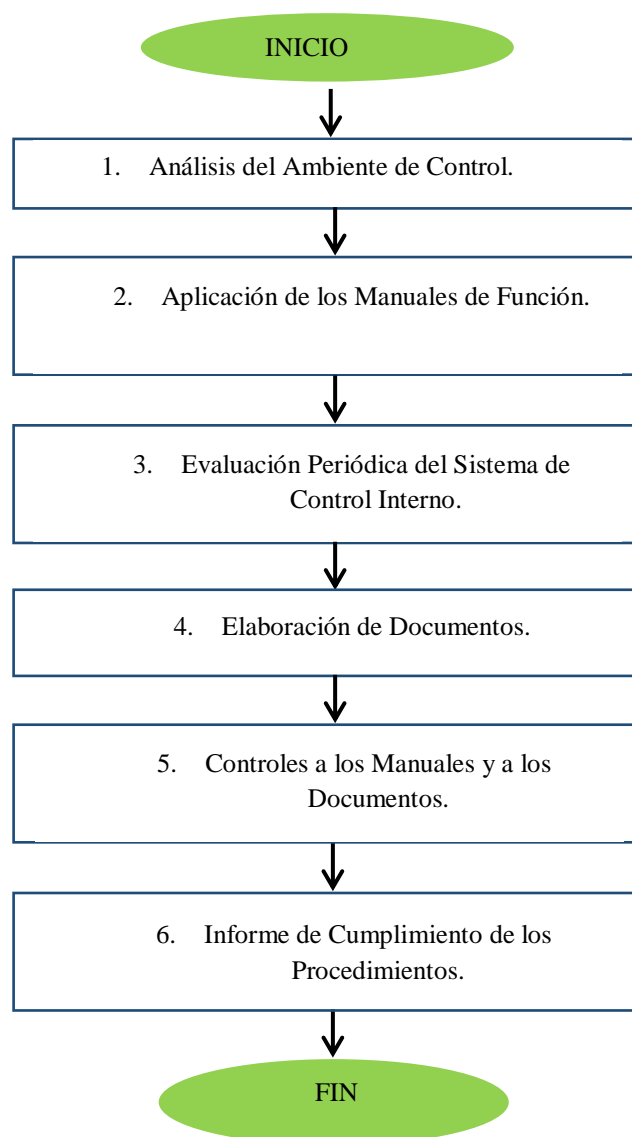 INICIO
1. Análisis del Ambiente de Control.
2. Aplicación de los Manuales de Función.
3. Evaluación Periódica del Sistema de
Control Interno.
4. Elaboración de Documentos.
5. Controles a los Manuales y a los
Documentos.
6. Informe de Cumplimiento de los
Procedimientos.
FIN